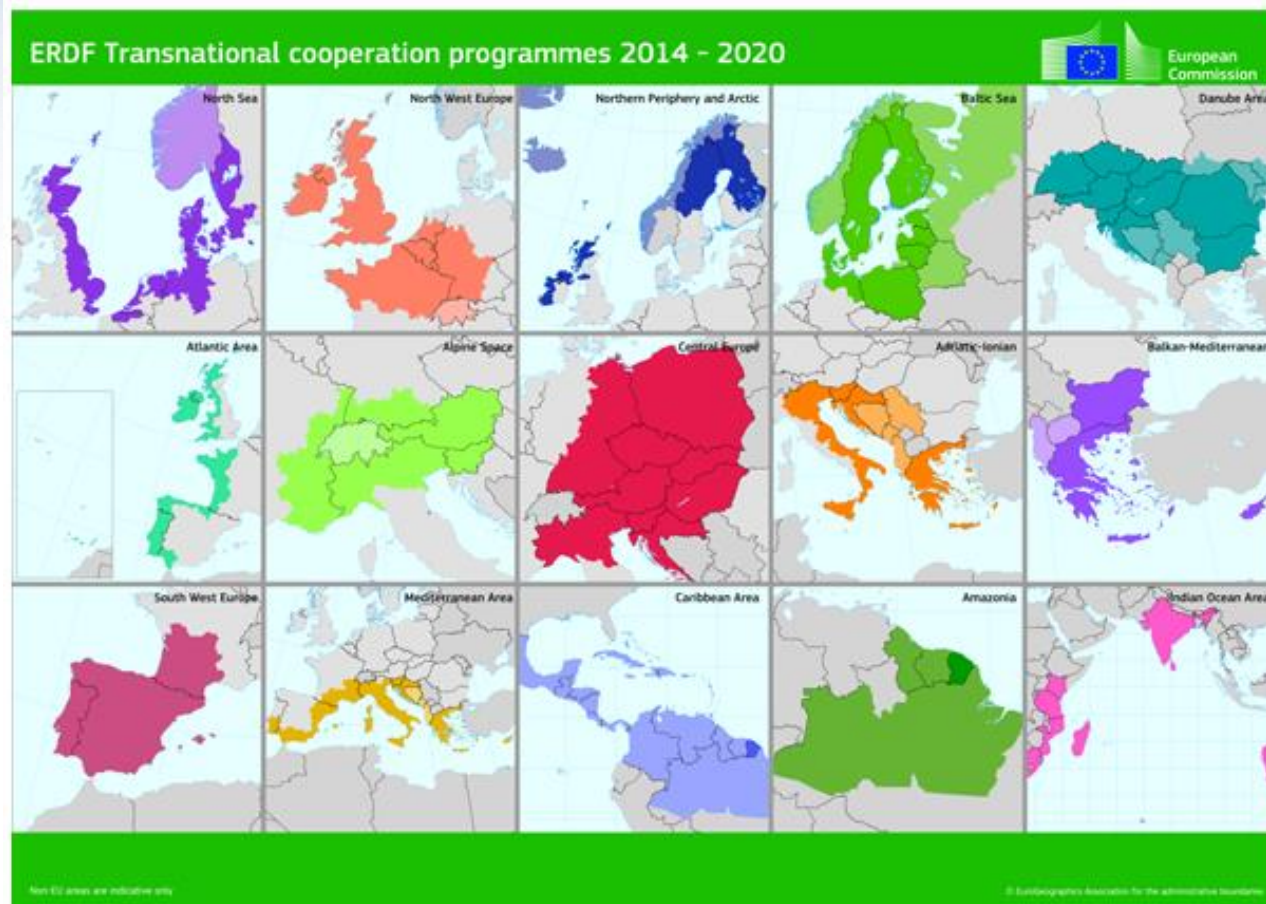 ERDF Transnational cooperation programmes 2014 - 2020
European
Commission
North Sea
North West Europe
Northern Periphery and Arctic
Baltic Sea
Danube Area
Atlantic Area
Alpine Space
Central Europe
Adriatic-Ionian
Balkan-Mediterranean
South West Europe
Mediterranean Area
Caribbean Area
Amazonia
Indian Ocean Area
Non EU areas are indicative only
© EuroGeographics Association for the administrative boundaries